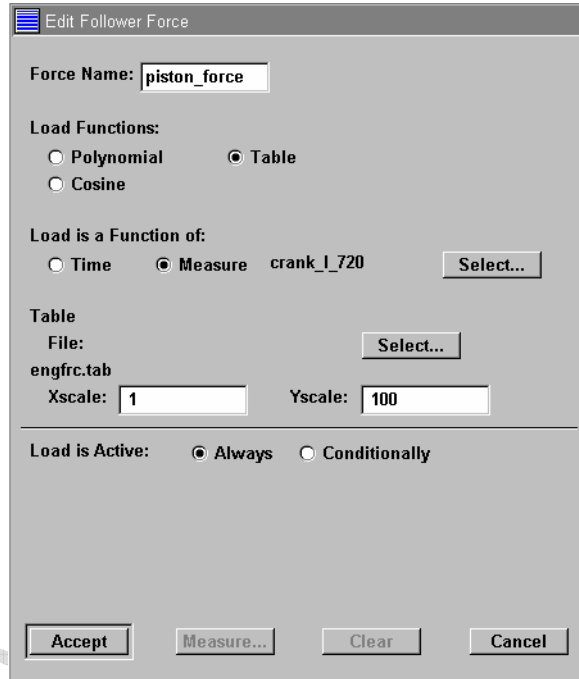 Edit Follower Force
Force Name: piston_force
Load Functions:
Polynomial Table
Cosine
Load is a Function of:
Time Measure crank_l_720 Select...
Table
File: Select...
engfrc.tab
Xscale: 1 Yscale: 100
Load is Active: Always Conditionally
Accept Measure... Clear Cancel